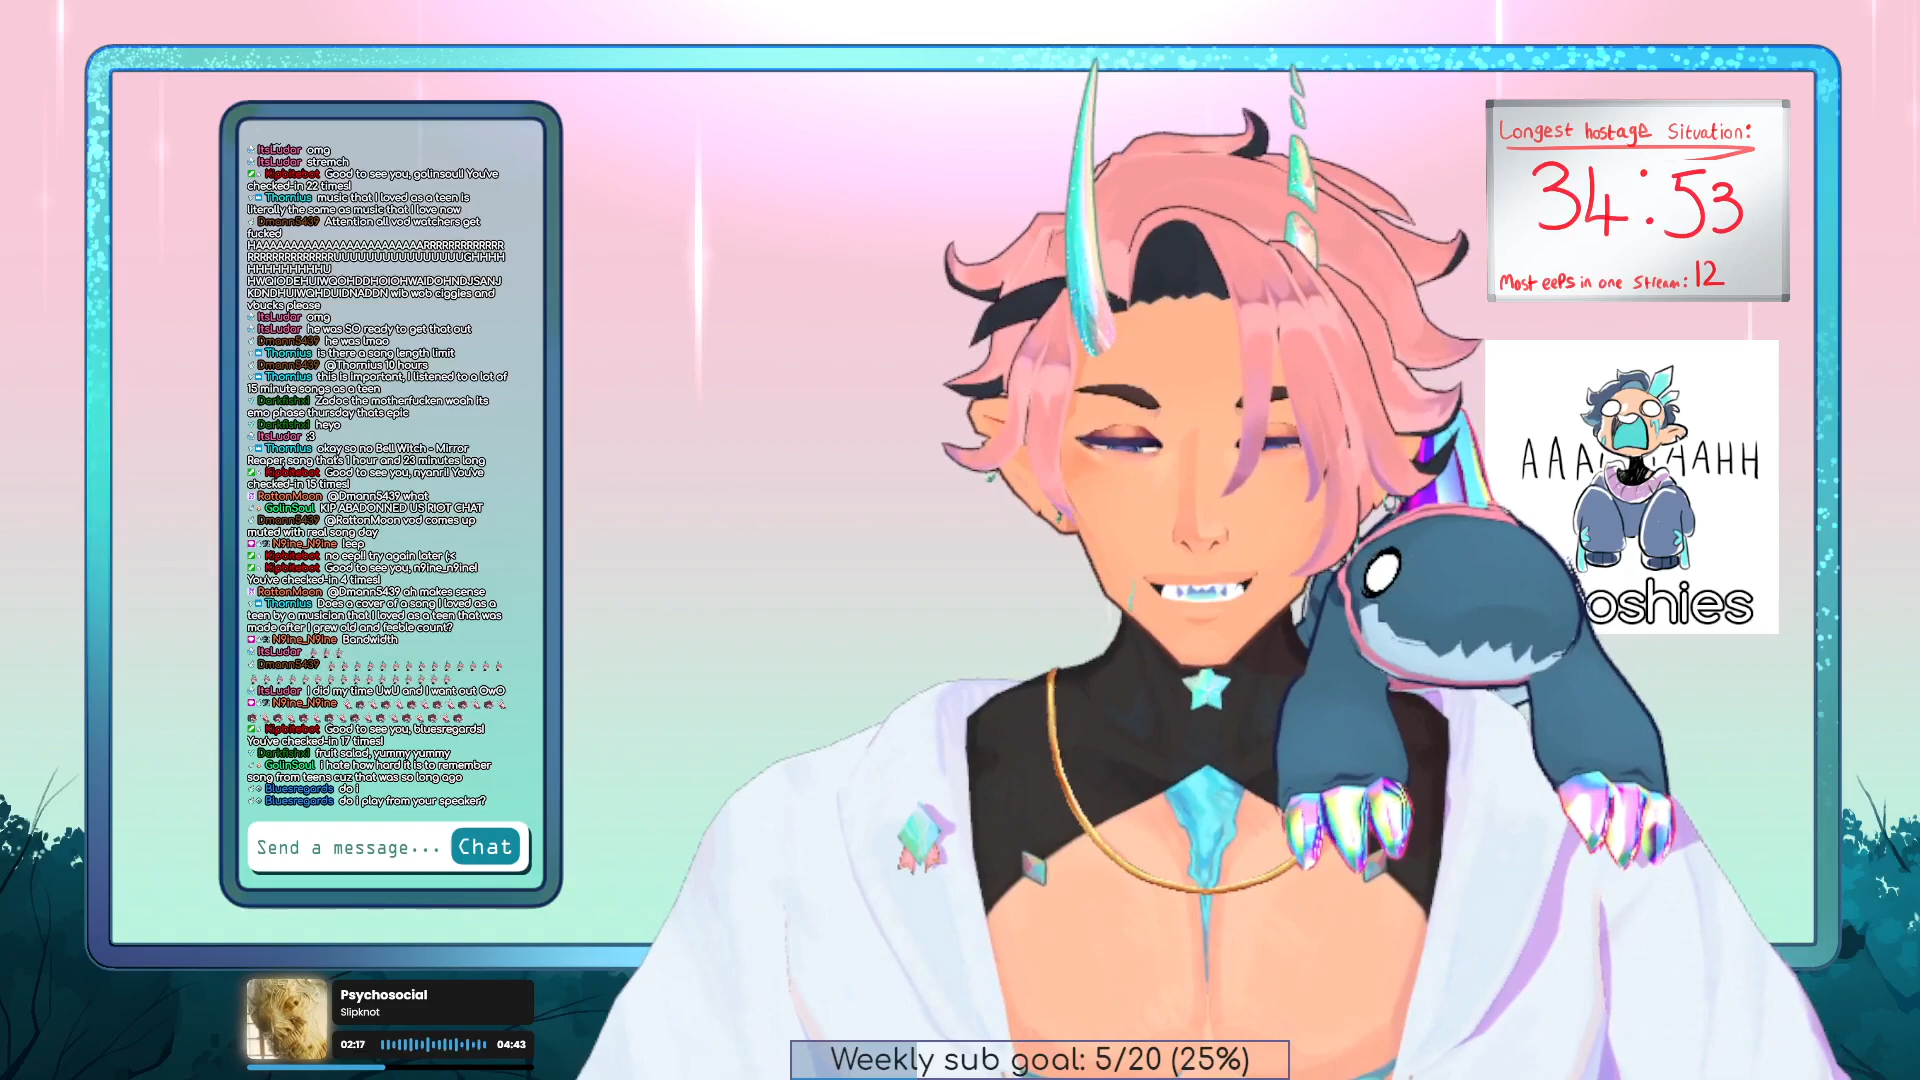 ItsLudar omg
ItsLudar stremch
Kipbitebot Good to see you, golinsoul! You've
checked-in 22 times!
Thornius music that I loved as a teen is
literally the same as music that I love now
Dmann5439 Attention all vod watchers get
fucked
KDNDHUIWQHDUIDNADDN wib wob ciggies and
vbucks please
ItsLudar omg
ItsLudar he was SO ready to get that out
Dmann5439 he was lmao
Thornius is there a song length limit
Dmann5439 @Thornius 10 hours
Thornius this is important, I listened to a lot of
15 minute songs as a teen
Darkfishxl Zadoc the motherfucken woah its
emo phase thursday thats epic
Darkfishxl heyo
ItsLudar :3
Thornius okay so no Bell Witch - Mirror
Reaper, song that's 1 hour and 23 minutes long
Kipbitebot Good to see you, nyanril! You've
checked-in 15 times!
RattonMoon @Dmann5439 what
GolinSoul KIP ABADONNED US RIOT CHAT
Dmann5439 @RattonMoon vod comes up
muted with real song day
N9ine_N9ine !eep
Kipbitebot no eep!! try again later (:<
Kipbitebot Good to see you, n9ine_n9ine!
You've checked-in 4 times!
RattonMoon @Dmann5439 ah makes sense
Thornius Does a cover of a song I loved as a
teen by a musician that I loved as a teen that was
made after I grew old and feeble count?
N9ine_N9ine Bandwidth
ItsLudar
Dmann5439
ItsLudar I did my time UwU and I want out OwO
N9ine_N9ine
Kipbitebot Good to see you, bluesregards!
You've checked-in 17 times!
Darkfishxl fruit salad, yummy yummy
GolinSoul i hate how hard it is to remember
song from teens cuz that was so long ago
Bluesregards do i
Bluesregards do i play from your speaker?
Send a message... Chat
Psychosocial
Slipknot
02:17 04:43
Longest hostage Situation:
34:53
Most eeps in one stream: 12
AAA AAHH
oshies
Weekly sub goal: 5/20 (25%)